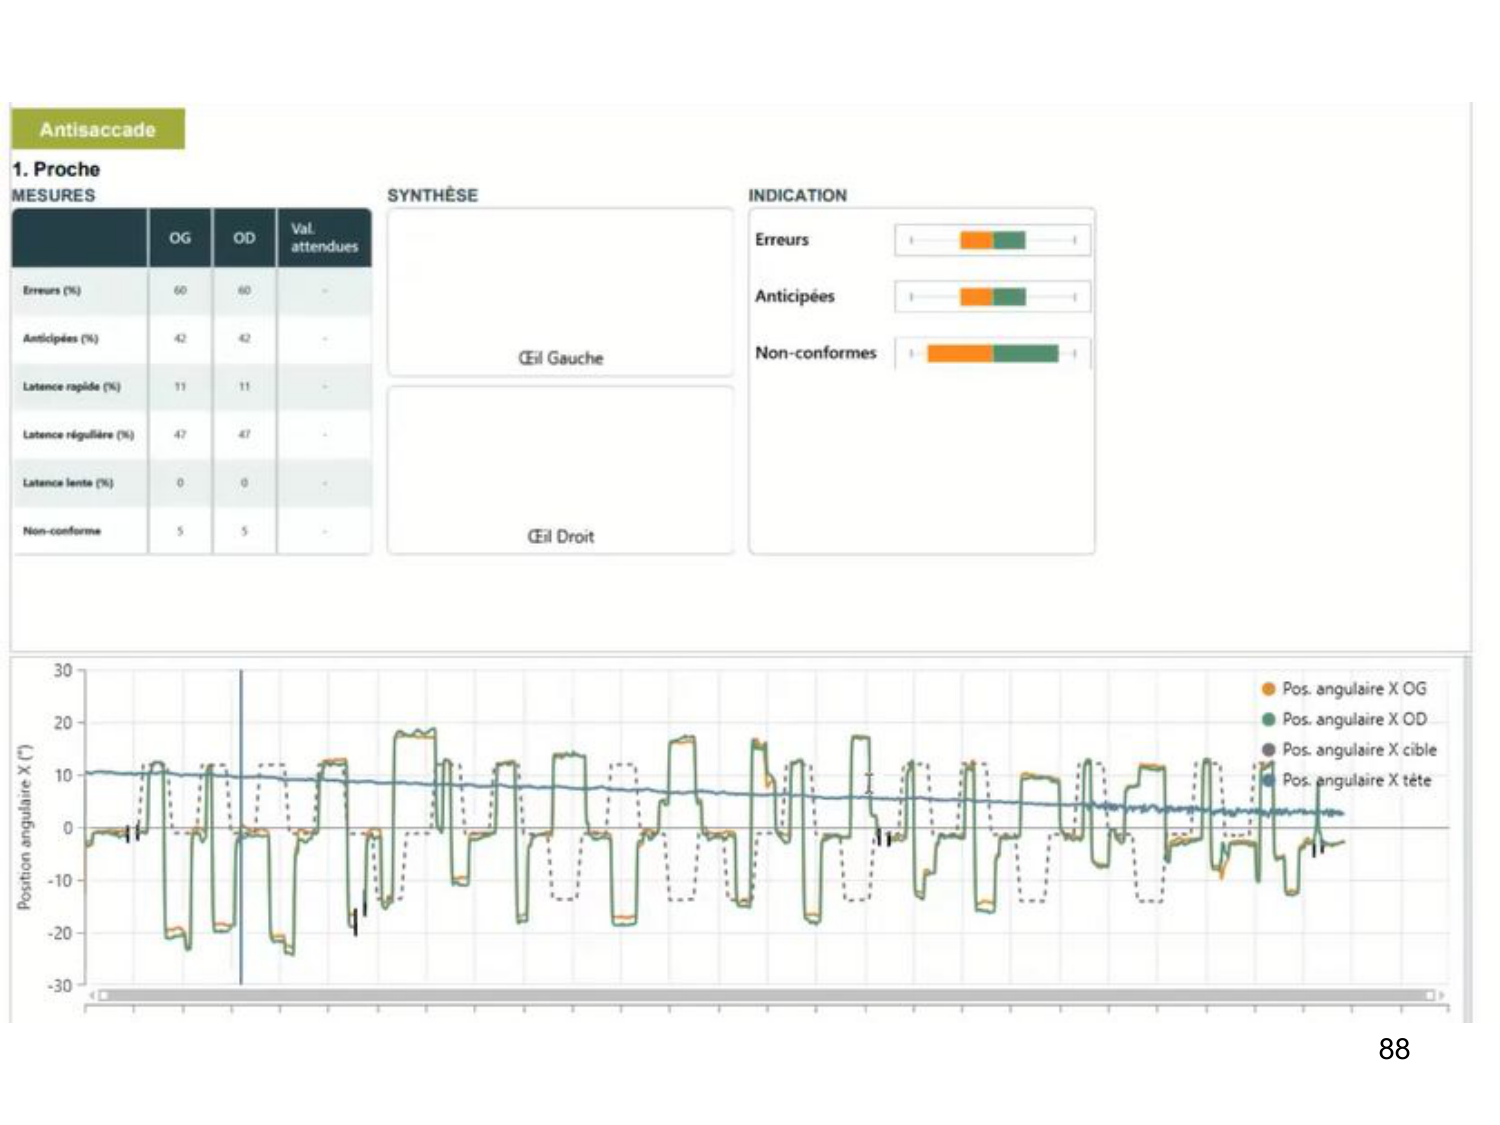 Antisaccade
1. Proche
MESURES
OG OD Val. attendues
Erreurs (%) 60 60 -
Anticipées (%) 42 42 -
Latence rapide (%) 11 11 -
Latence régulière (%) 47 47 -
Latence lente (%) 0 0 -
Non-conforme 5 5 -
SYNTHÈSE
Œil Gauche
Œil Droit
INDICATION
Erreurs
Anticipées
Non-conformes
Position angulaire X (°)
30
20
10
0
-10
-20
-30
Pos. angulaire X OG
Pos. angulaire X OD
Pos. angulaire X cible
Pos. angulaire X tête
88